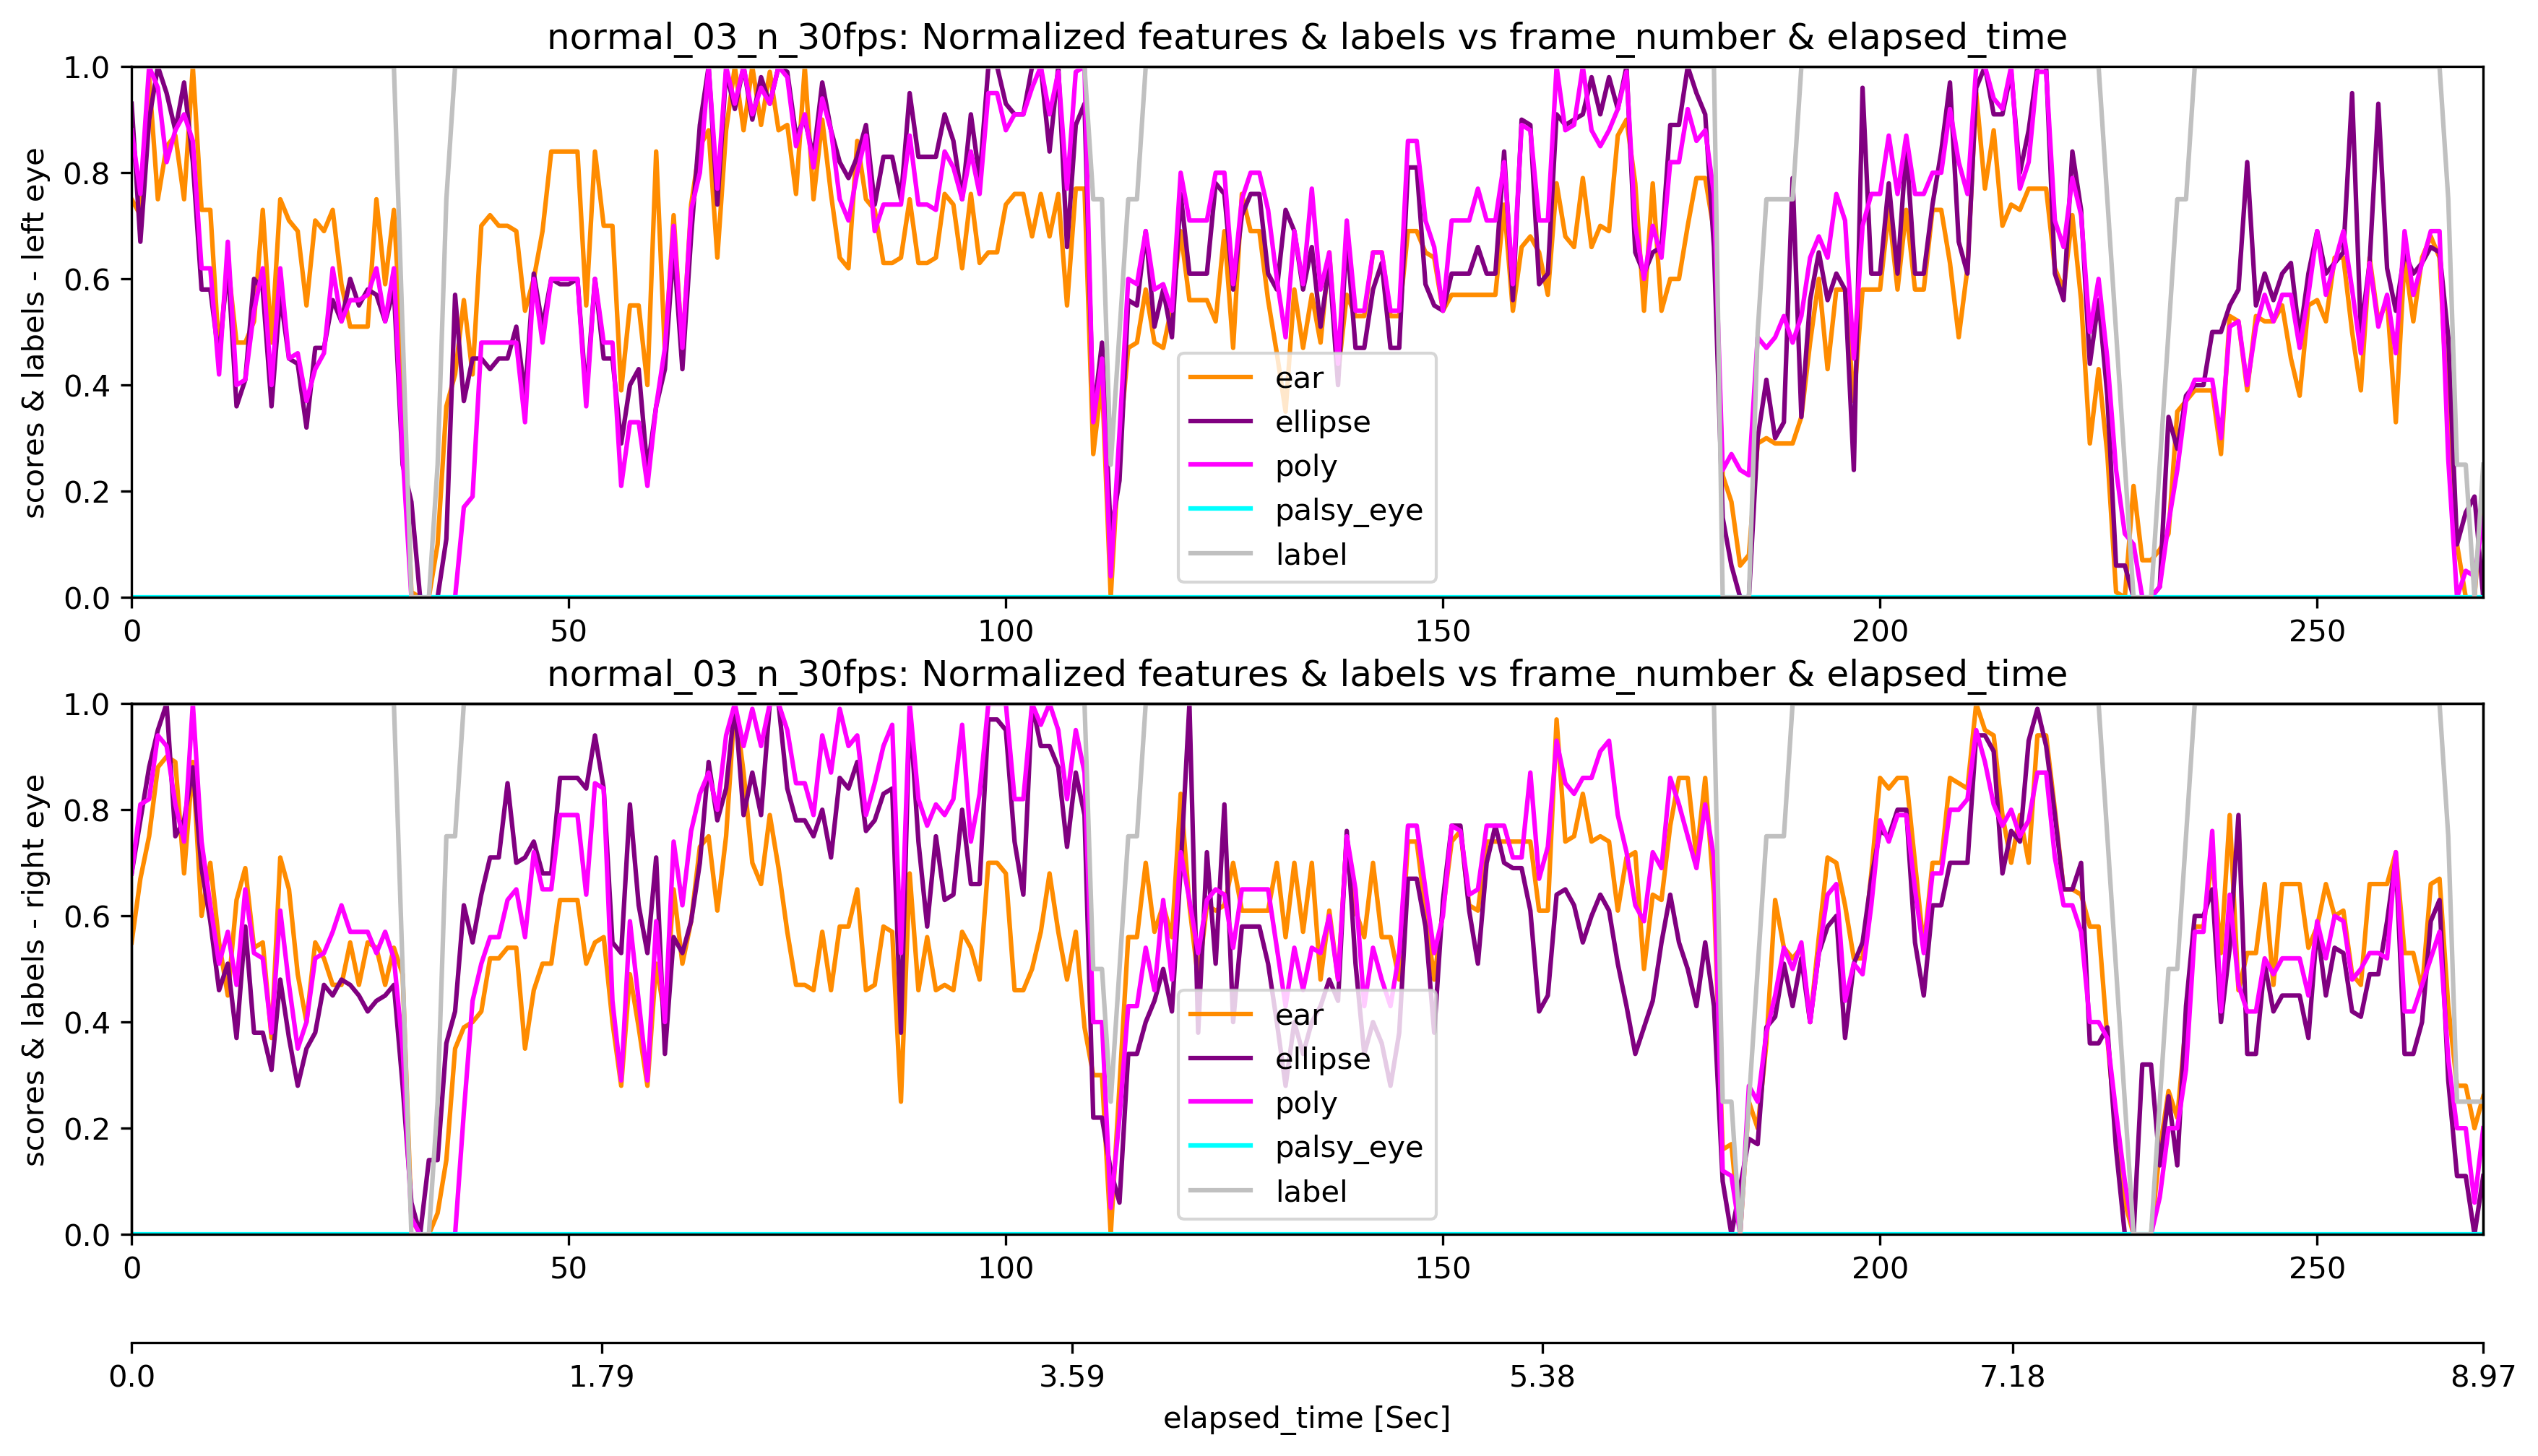 normal_03_n_30fps: Normalized features & labels vs frame_number & elapsed_time
scores & labels - left eye
1.0
0.8
0.6
0.4
0.2
0.0
ear
ellipse
poly
palsy_eye
label
0 50 100 150 200 250
normal_03_n_30fps: Normalized features & labels vs frame_number & elapsed_time
scores & labels - right eye
1.0
0.8
0.6
0.4
0.2
0.0
ear
ellipse
poly
palsy_eye
label
0 50 100 150 200 250
0.0 1.79 3.59 5.38 7.18 8.97
elapsed_time [Sec]